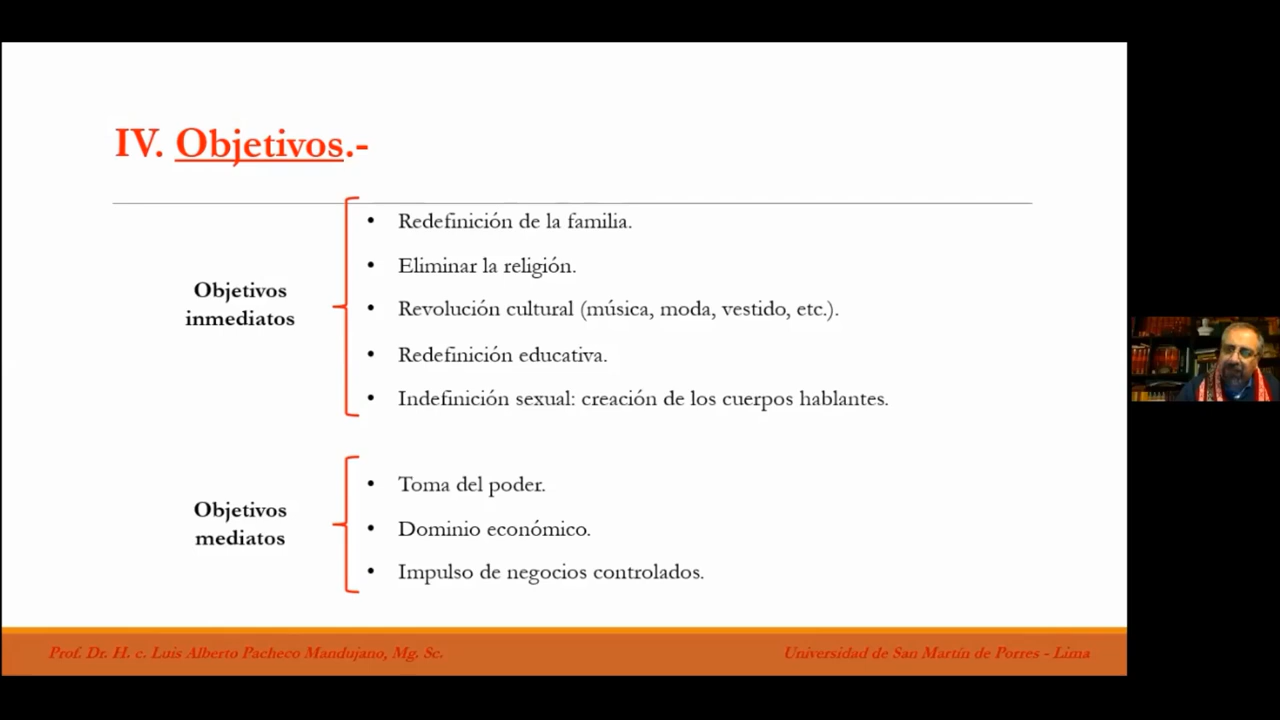 IV. Objetivos.-
Objetivos
inmediatos
• Redefinición de la familia.
• Eliminar la religión.
• Revolución cultural (música, moda, vestido, etc.).
• Redefinición educativa.
• Indefinición sexual: creación de los cuerpos hablantes.
Objetivos
mediatos
• Toma del poder.
• Dominio económico.
• Impulso de negocios controlados.
Prof. Dr. H. c. Luis Alberto Pacheco Mandujano, Mg. Sc.
Universidad de San Martín de Porres - Lima